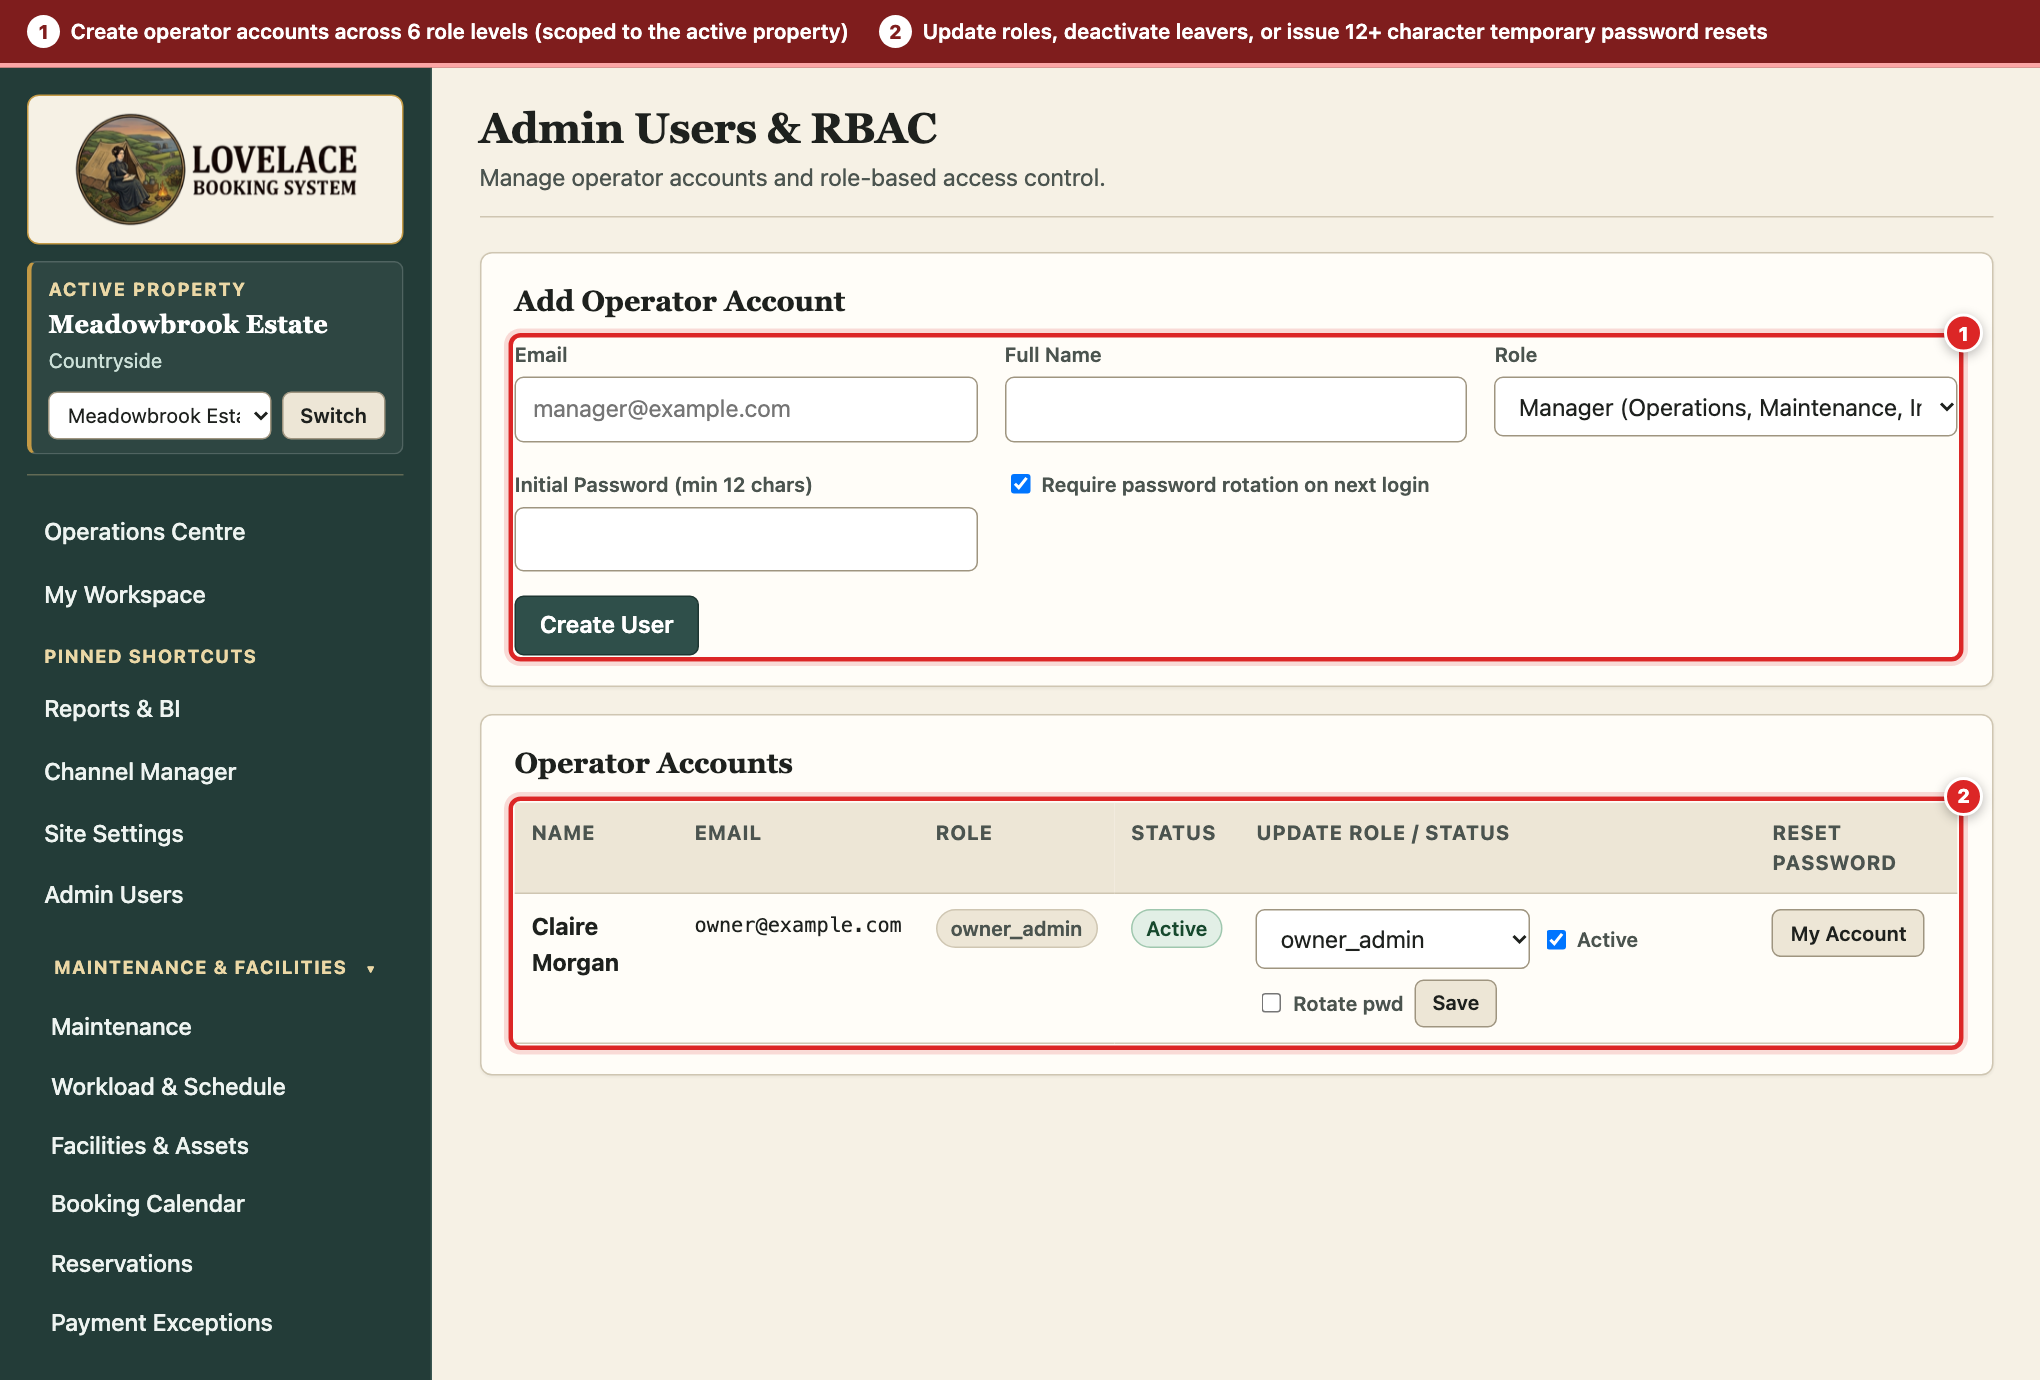 1 Create operator accounts across 6 role levels (scoped to the active property) 2 Update roles, deactivate leavers, or issue 12+ character temporary password resets
LOVELACE
BOOKING SYSTEM
ACTIVE PROPERTY
Meadowbrook Estate
Countryside
Meadowbrook Esta
Switch
Operations Centre
My Workspace
PINNED SHORTCUTS
Reports & BI
Channel Manager
Site Settings
Admin Users
MAINTENANCE & FACILITIES ▾
Maintenance
Workload & Schedule
Facilities & Assets
Booking Calendar
Reservations
Payment Exceptions
Admin Users & RBAC
Manage operator accounts and role-based access control.
Add Operator Account
1
Email Full Name Role
manager@example.com Manager (Operations, Maintenance, Ir
Initial Password (min 12 chars) Require password rotation on next login
Create User
Operator Accounts
2
NAME EMAIL ROLE STATUS UPDATE ROLE / STATUS RESET PASSWORD
Claire Morgan owner@example.com owner_admin Active owner_admin Active My Account
Rotate pwd Save